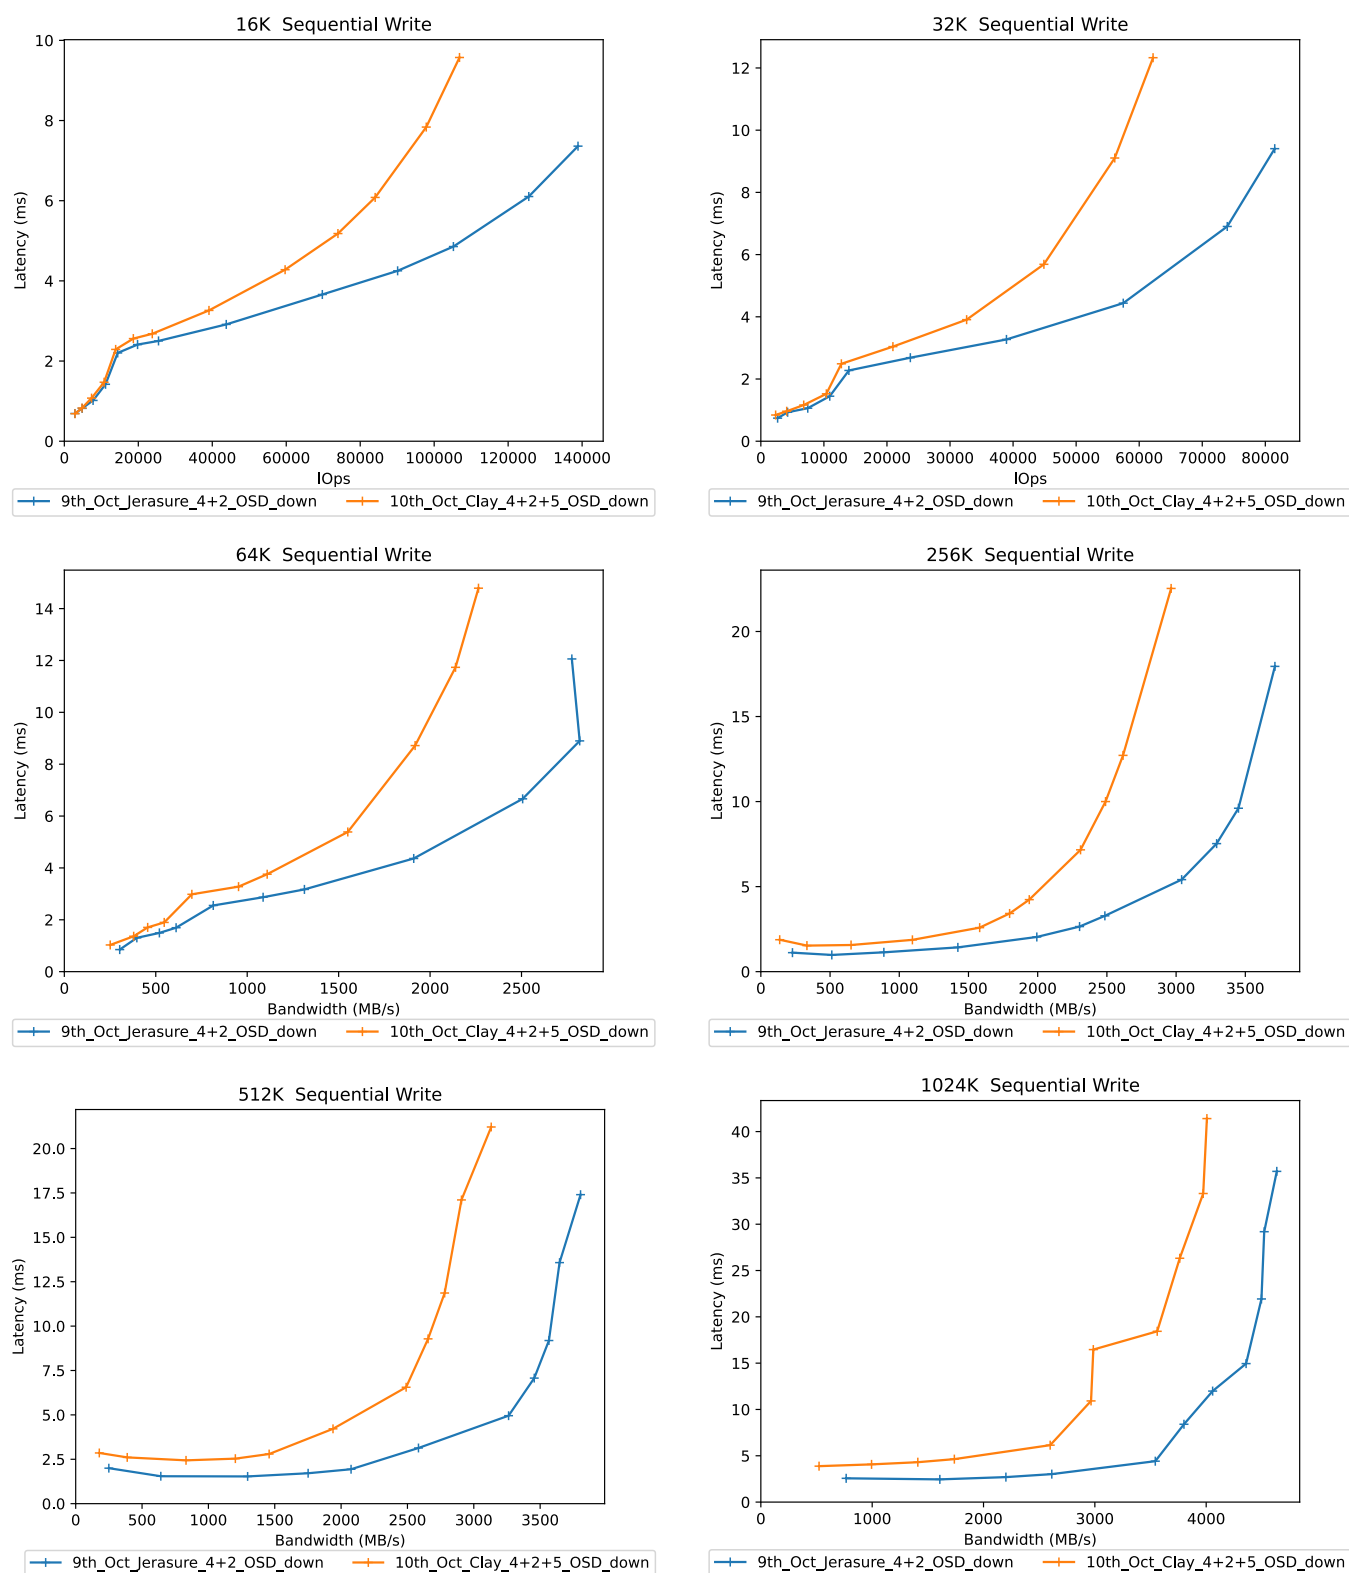 16K  Sequential Write
10
8
6
4
2
0
Latency (ms)
0 20000 40000 60000 80000 100000 120000 140000
IOps
9th_Oct_Jerasure_4+2_OSD_down 10th_Oct_Clay_4+2+5_OSD_down
32K  Sequential Write
12
10
8
6
4
2
0
Latency (ms)
0 10000 20000 30000 40000 50000 60000 70000 80000
IOps
9th_Oct_Jerasure_4+2_OSD_down 10th_Oct_Clay_4+2+5_OSD_down
64K  Sequential Write
14
12
10
8
6
4
2
0
Latency (ms)
0 500 1000 1500 2000 2500
Bandwidth (MB/s)
9th_Oct_Jerasure_4+2_OSD_down 10th_Oct_Clay_4+2+5_OSD_down
256K  Sequential Write
20
15
10
5
0
Latency (ms)
0 500 1000 1500 2000 2500 3000 3500
Bandwidth (MB/s)
9th_Oct_Jerasure_4+2_OSD_down 10th_Oct_Clay_4+2+5_OSD_down
512K  Sequential Write
20.0
17.5
15.0
12.5
10.0
7.5
5.0
2.5
0.0
Latency (ms)
0 500 1000 1500 2000 2500 3000 3500
Bandwidth (MB/s)
9th_Oct_Jerasure_4+2_OSD_down 10th_Oct_Clay_4+2+5_OSD_down
1024K  Sequential Write
40
35
30
25
20
15
10
5
0
Latency (ms)
0 1000 2000 3000 4000
Bandwidth (MB/s)
9th_Oct_Jerasure_4+2_OSD_down 10th_Oct_Clay_4+2+5_OSD_down